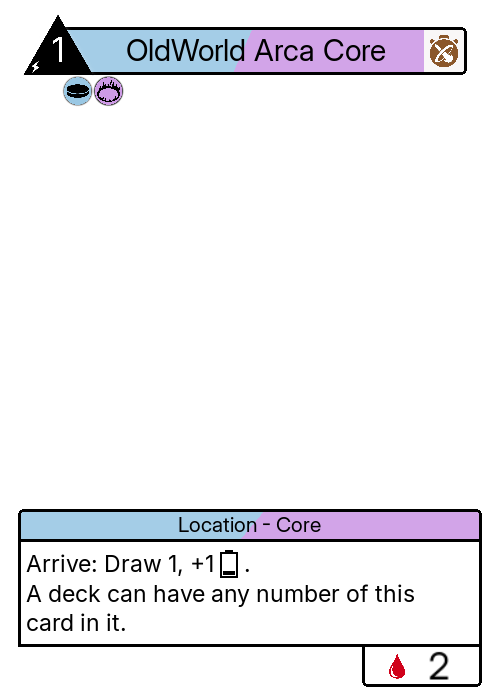 1
OldWorld Arca Core
Location - Core
Arrive: Draw 1, +1 .
A deck can have any number of this
card in it.
2